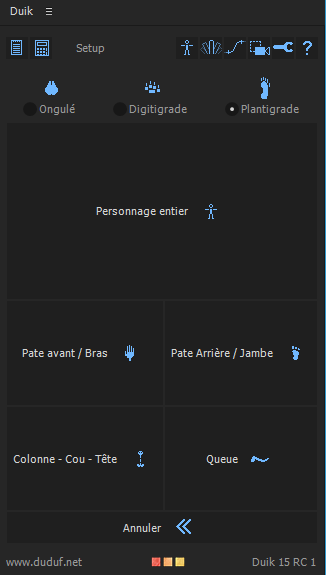 Duik
Setup
?
Ongulé Digitigrade Plantigrade
Personnage entier
Pate avant / Bras Pate Arrière / Jambe
Colonne - Cou - Tête Queue
Annuler
www.duduf.net Duik 15 RC 1